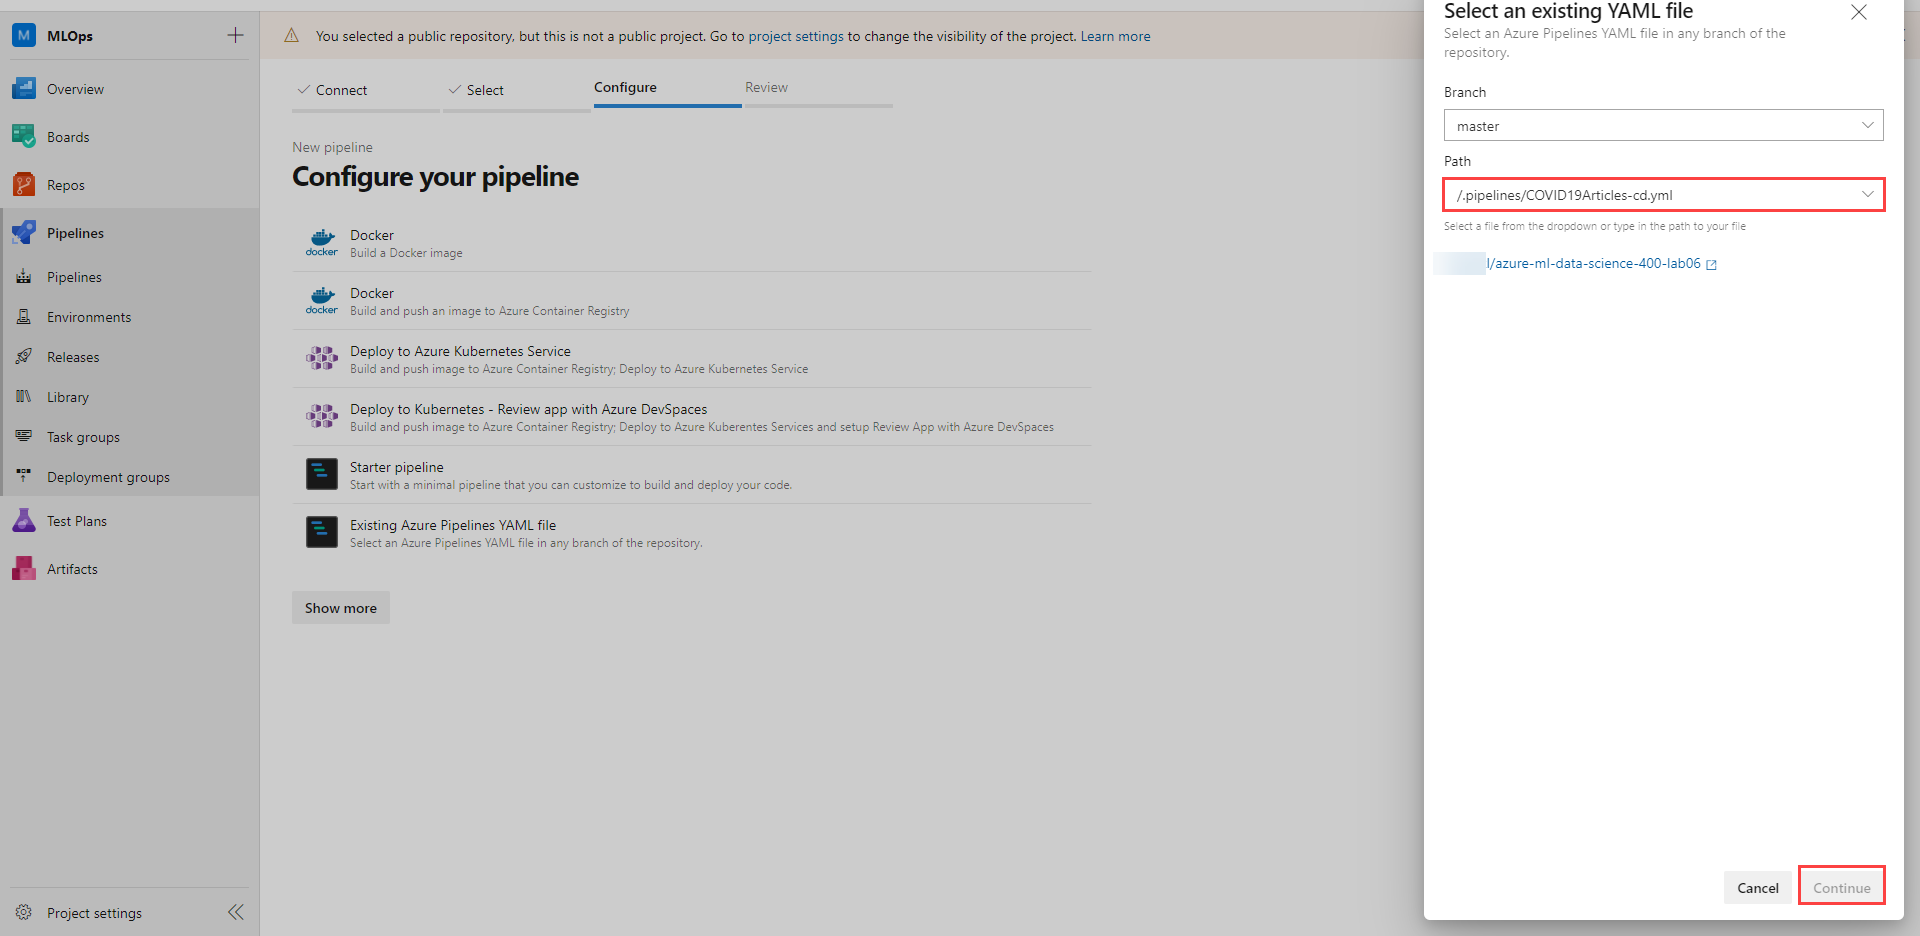 M MLOps
Overview
Boards
Repos
Pipelines
Pipelines
Environments
Releases
Library
Task groups
Deployment groups
Test Plans
Artifacts
Project settings
You selected a public repository, but this is not a public project. Go to project settings to change the visibility of the project. Learn more
Connect
Select
Configure
Review
New pipeline
Configure your pipeline
docker
Docker
Build a Docker image
docker
Docker
Build and push an image to Azure Container Registry
Deploy to Azure Kubernetes Service
Build and push image to Azure Container Registry; Deploy to Azure Kubernetes Service
Deploy to Kubernetes - Review app with Azure DevSpaces
Build and push image to Azure Container Registry; Deploy to Azure Kuberentes Services and setup Review App with Azure DevSpaces
Starter pipeline
Start with a minimal pipeline that you can customize to build and deploy your code.
Existing Azure Pipelines YAML file
Select an Azure Pipelines YAML file in any branch of the repository.
Show more
Select an existing YAML file
Select an Azure Pipelines YAML file in any branch of the
repository.
Branch
master
Path
/.pipelines/COVID19Articles-cd.yml
Select a file from the dropdown or type in the path to your file
l/azure-ml-data-science-400-lab06
Cancel
Continue